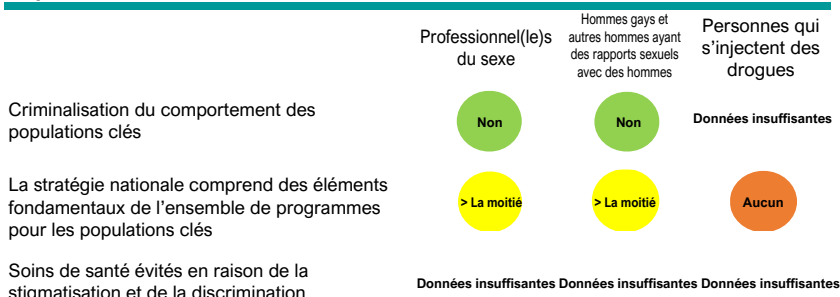 Professionnel(le)s
du sexe
Hommes gays et
autres hommes ayant
des rapports sexuels
avec des hommes
Personnes qui
s'injectent des
drogues
Criminalisation du comportement des
populations clés
Non
Non
Données insuffisantes
La stratégie nationale comprend des éléments
fondamentaux de l'ensemble de programmes
pour les populations clés
> La moitié
> La moitié
Aucun
Soins de santé évités en raison de la
stigmatisation et de la discrimination
Données insuffisantes Données insuffisantes Données insuffisantes